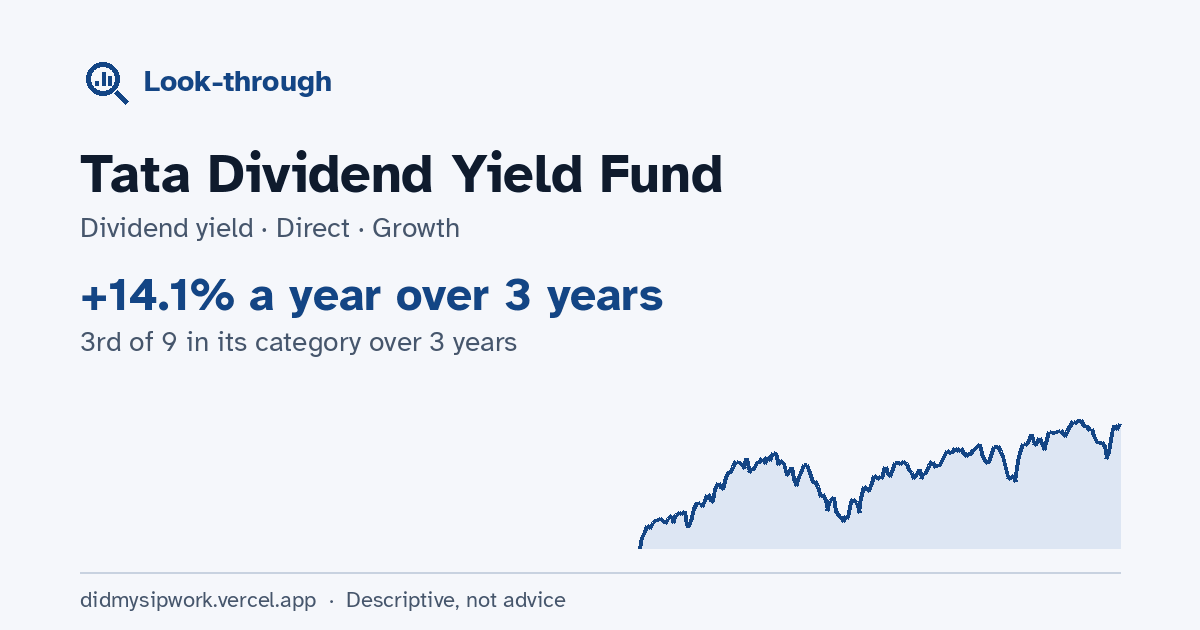 Look-through
Tata Dividend Yield Fund
Dividend yield · Direct · Growth
+14.1% a year over 3 years
3rd of 9 in its category over 3 years
didmysipwork.vercel.app · Descriptive, not advice